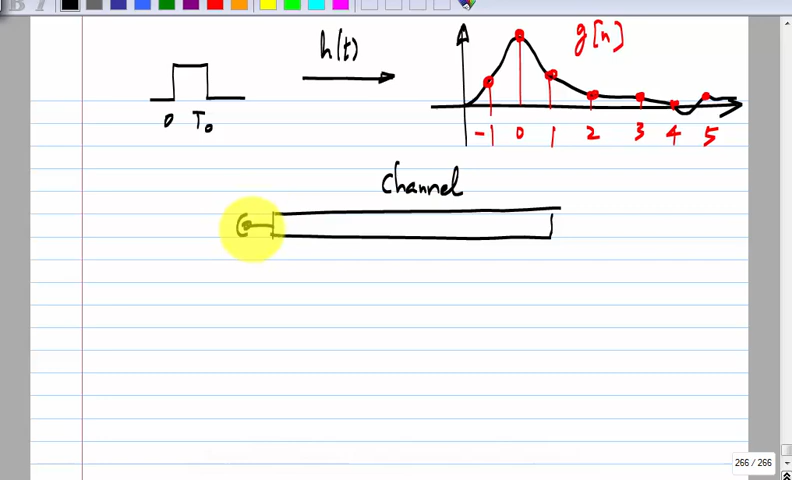 h(t)
g[n]
0 T₀
-1 0 1 2 3 4 5
Channel
266 / 266